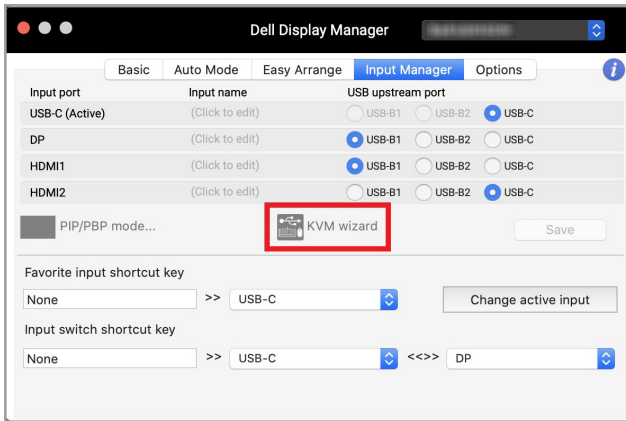 Dell Display Manager
Basic Auto Mode Easy Arrange Input Manager Options i
Input port Input name USB upstream port
USB-C (Active) (Click to edit) USB-B1 USB-B2 USB-C
DP (Click to edit) USB-B1 USB-B2 USB-C
HDMI1 (Click to edit) USB-B1 USB-B2 USB-C
HDMI2 (Click to edit) USB-B1 USB-B2 USB-C
PIP/PBP mode... KVM wizard Save
Favorite input shortcut key
None >> USB-C Change active input
Input switch shortcut key
None >> USB-C <<>> DP